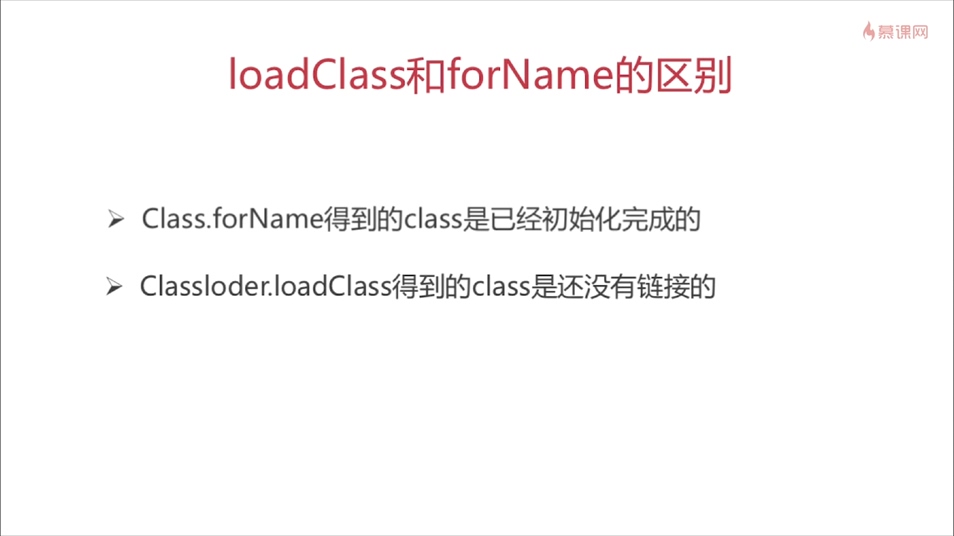 慕课网
loadClass和forName的区别
Class.forName得到的class是已经初始化完成的
Classloder.loadClass得到的class是还没有链接的